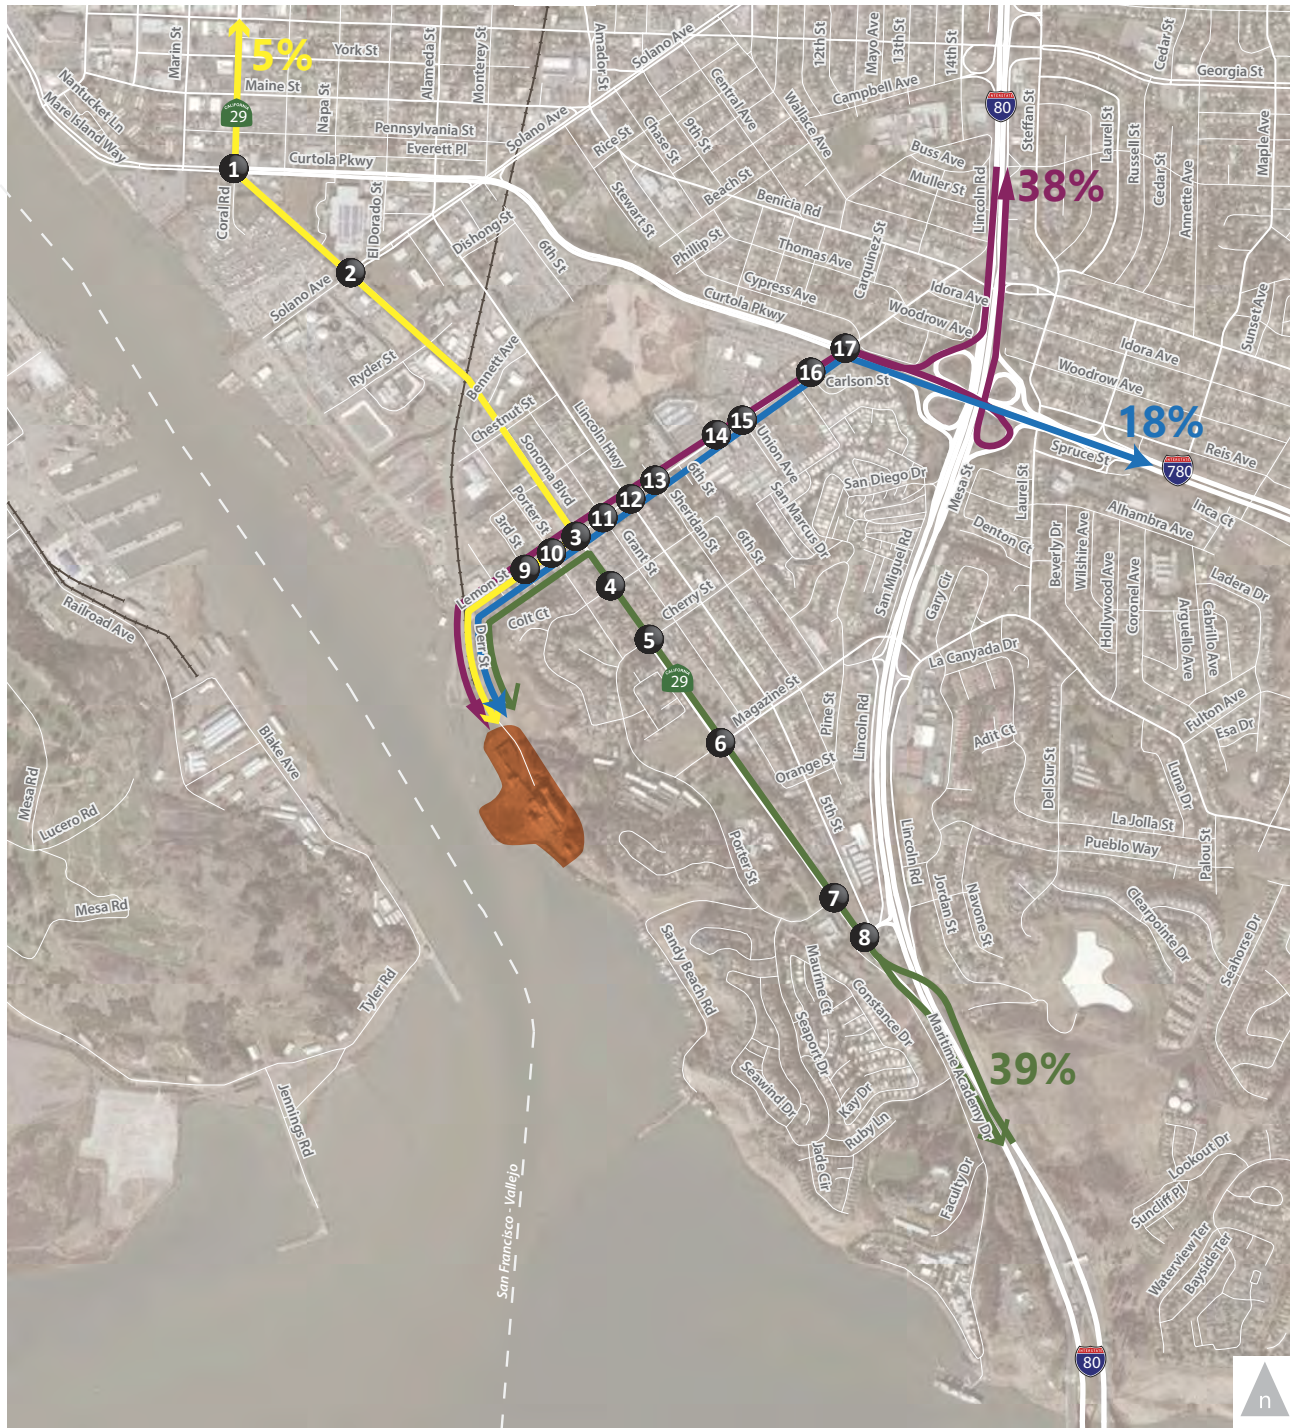 Marin St
5%
York St
Maine St
CALIFORNIA
29
Napa St
Alameda St
Monterey St
Amador St
Solano Ave
12th St
Mayo Ave
13th St
14th St
Cedar St
Georgia St
Nantucket Ln
Mare Island Way
Pennsylvania St
Everett Pl
Solano Ave
Curtola Pkwy
Central Ave
Wallace Ave
Campbell Ave
INTERSTATE
80
Steffan St
Laurel St
Russell St
Cedar St
Annette Ave
Maple Ave
Rice St
Chase St
9th St
Beach St
Buss Ave
Muller St
Lincoln Rd
38%
1
Coral Rd
El Dorado St
Dishong St
6th St
Stewart St
Phillip St
Benicia Rd
Thomas Ave
Carquinez St
Cypress Ave
Curtola Pkwy
Idora Ave
Woodrow Ave
Sunset Ave
2
Solano Ave
Ryder St
Bennett Ave
Chestnut St
Lincoln Hwy
Sonoma Blvd
Porter St
3rd St
17
16
Carlson St
Idora Ave
Woodrow Ave
18%
Spruce St
Reis Ave
INTERSTATE
780
15
14
Union Ave
13
6th St
12
11
3
10
9
Sheridan St
San Marcus Dr
San Diego Dr
Mesa St
Laurel St
Alhambra Ave
Inca Ct
Denton Ct
Beverly Dr
Wilshire Ave
Hollywood Ave
Coronel Ave
Arguello Ave
Cabrillo Ave
Ladera Dr
Grant St
6th St
San Miguel Rd
Gary Cir
Lemon St
4
Cherry St
Colt Ct
Derr St
5
CALIFORNIA
29
Railroad Ave
La Canyada Dr
Magazine St
Pine St
Lincoln Rd
6
Orange St
5th St
Adit Ct
Del Sur St
Fulton Ave
Esa Dr
Luna Dr
Blake Ave
Mesa Rd
Lucero Rd
La Jolla St
Pueblo Way
Palou St
Porter St
Lincoln Rd
Jordan St
Navone St
Clearpointe Dr
7
8
Mesa Rd
Sandy Beach Rd
Maurine Ct
Constance Dr
Seahorse Dr
Tyler Rd
Seaport Dr
Maritime Academy Dr
39%
Seawind Dr
Kay Dr
Ruby Ln
Jade Cir
Jennings Rd
Faculty Dr
Lookout Dr
Suncliff Pl
Waterview Ter
Bayside Ter
San Francisco - Vallejo
INTERSTATE
80
n